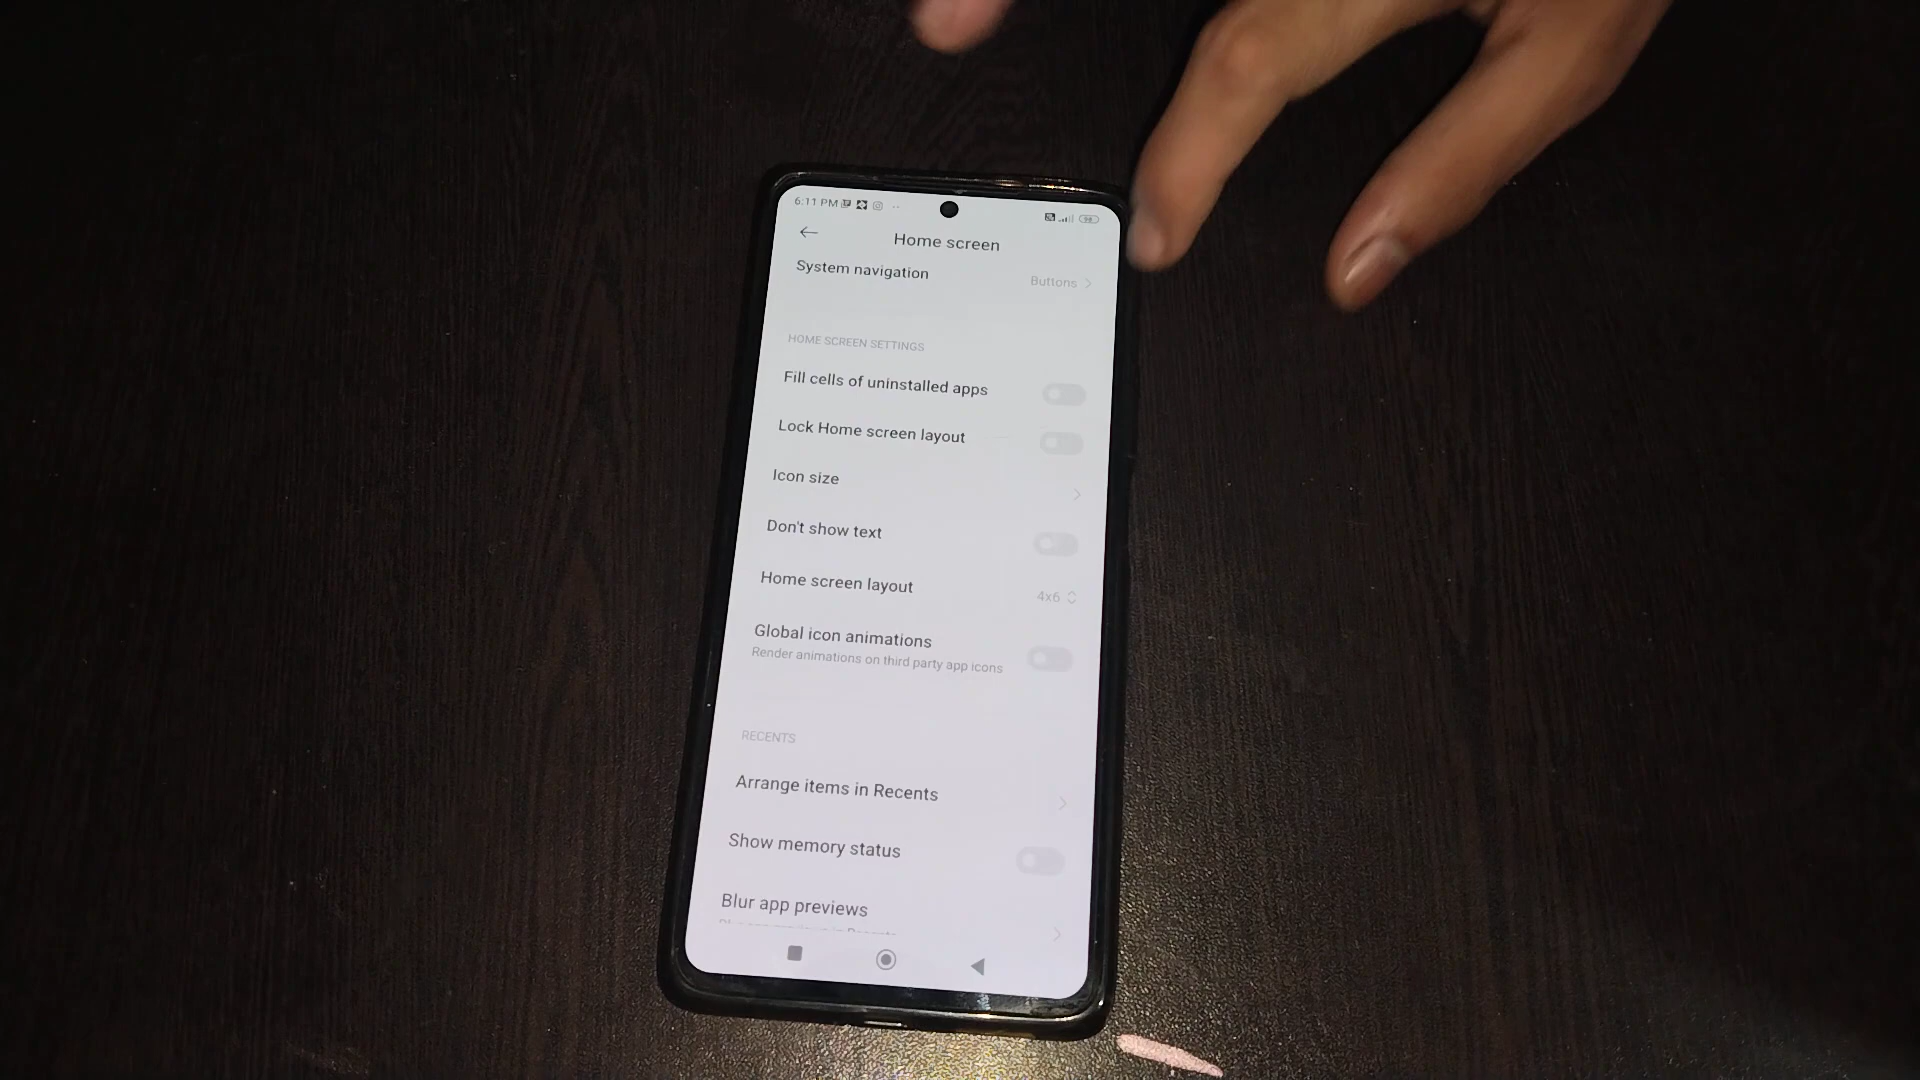 6:11 PM
Home screen
System navigation
Buttons
HOME SCREEN SETTINGS
Fill cells of uninstalled apps
Lock Home screen layout
Icon size
Don't show text
Home screen layout
4x6
Global icon animations
Render animations on third party app icons
RECENTS
Arrange items in Recents
Show memory status
Blur app previews